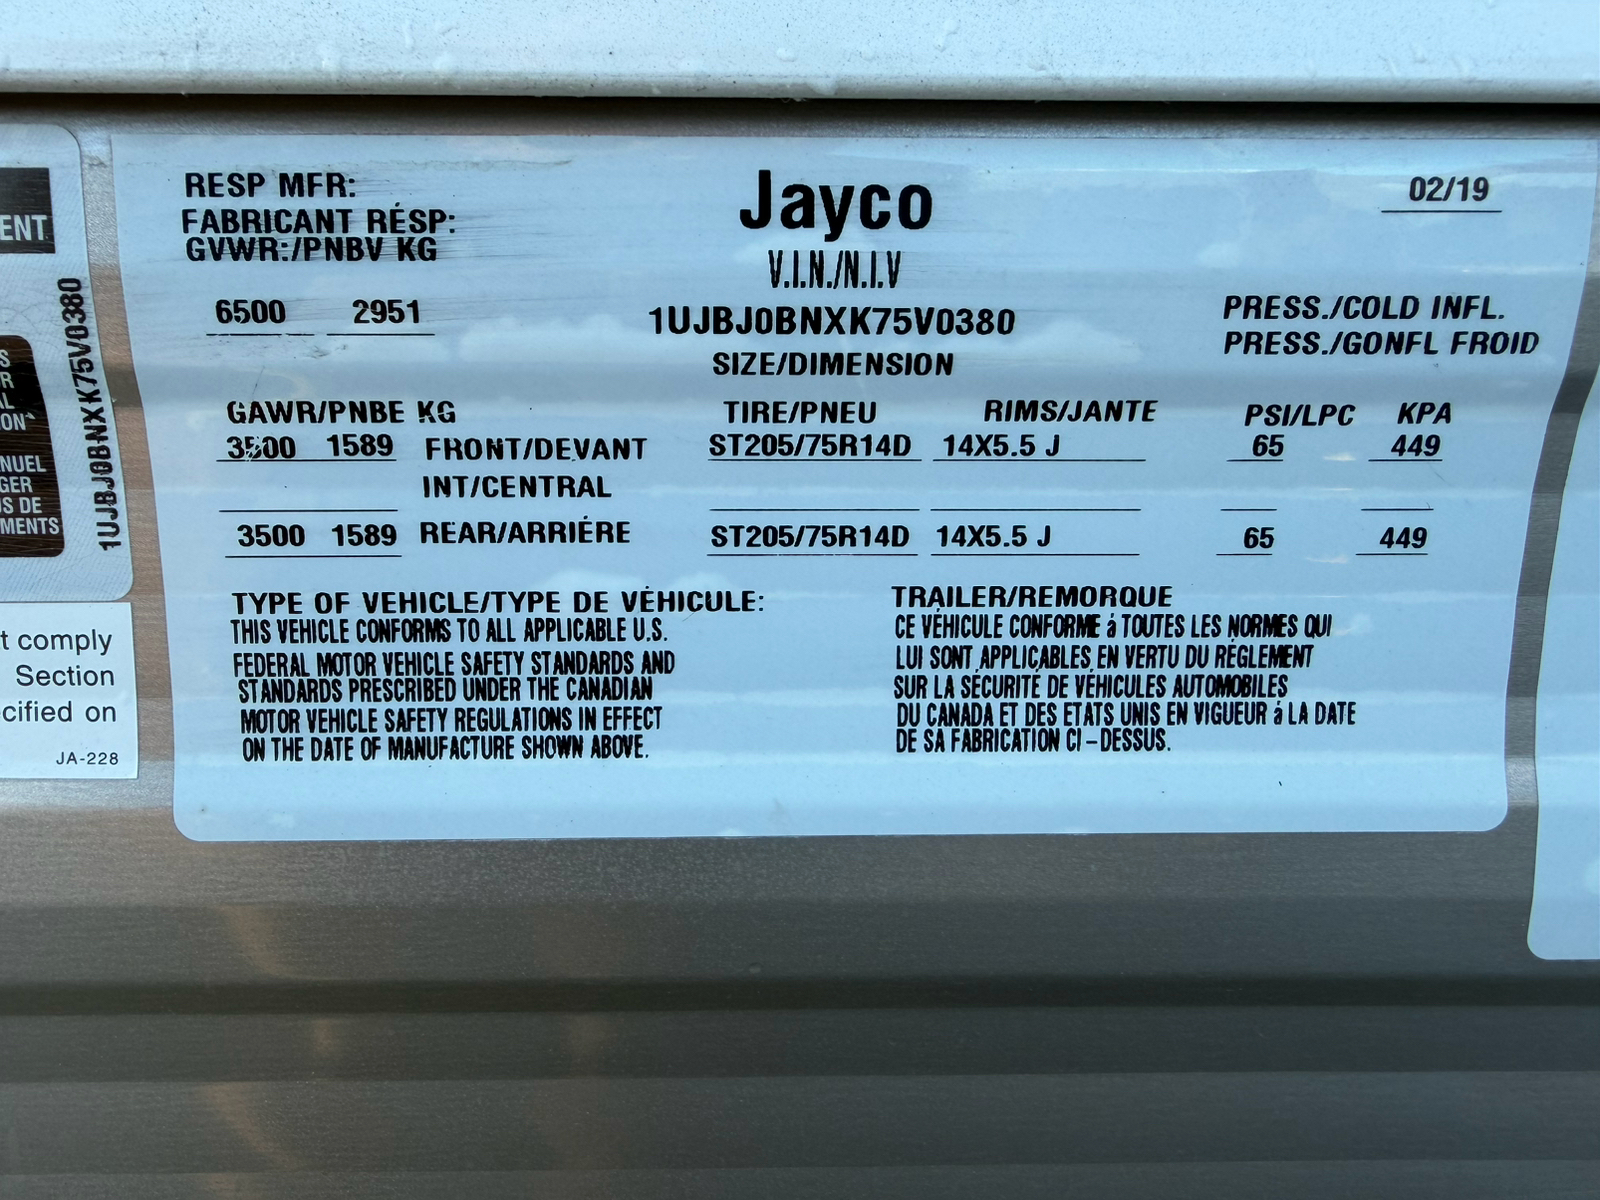 RESP MFR:
FABRICANT RÉSP:
GVWR:/PNBV KG
6500 2951
Jayco
V.I.N./N.I.V
1UJBJ0BNXK75V0380
SIZE/DIMENSION
02/19
PRESS./COLD INFL.
PRESS./GONFL FROID
GAWR/PNBE KG TIRE/PNEU RIMS/JANTE PSI/LPC KPA
3500 1589 FRONT/DEVANT ST205/75R14D 14X5.5 J 65 449
INT/CENTRAL
3500 1589 REAR/ARRIÉRE ST205/75R14D 14X5.5 J 65 449
TYPE OF VEHICLE/TYPE DE VÉHICULE: TRAILER/REMORQUE
THIS VEHICLE CONFORMS TO ALL APPLICABLE U.S.
FEDERAL MOTOR VEHICLE SAFETY STANDARDS AND
STANDARDS PRESCRIBED UNDER THE CANADIAN
MOTOR VEHICLE SAFETY REGULATIONS IN EFFECT
ON THE DATE OF MANUFACTURE SHOWN ABOVE.
CE VÉHICULE CONFORME á TOUTES LES NORMES QUI
LUI SONT APPLICABLES EN VERTU DU RÉGLEMENT
SUR LA SÉCURITÉ DE VÉHICULES AUTOMOBILES
DU CANADA ET DES ETATS UNIS EN VIGUEUR á LA DATE
DE SA FABRICATION CI-DESSUS.
1UJBJ0BNXK75V0380
ENT
S
R
AL
ON
NUEL
GER
S DE
MENTS
t comply
Section
cified on
JA-228